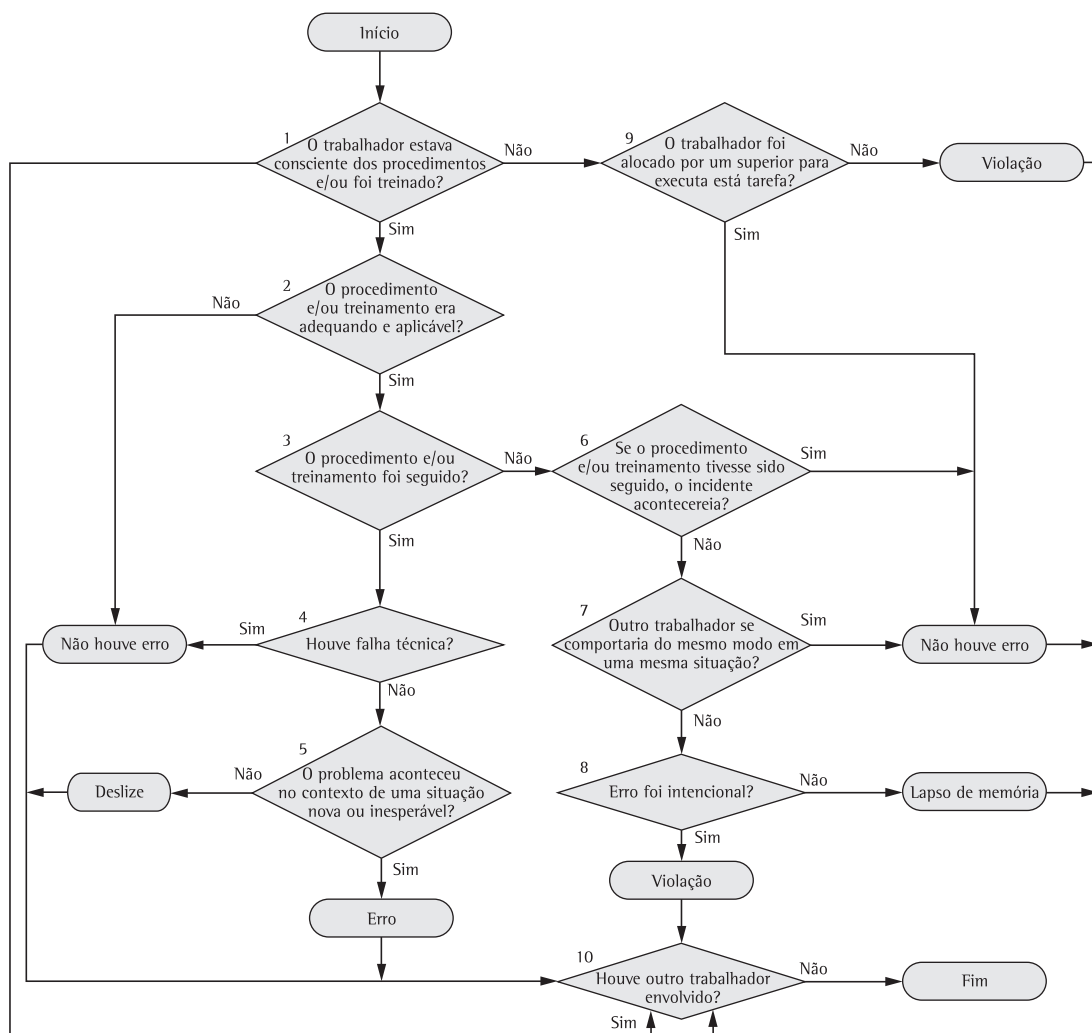 Início
1
O trabalhador estava
consciente dos procedimentos
e/ou foi treinado?
Não
9
O trabalhador foi
alocado por um superior para
executa está tarefa?
Não
Violação
Sim
Sim
2
O procedimento
e/ou treinamento era
adequando e aplicável?
Não
Sim
3
O procedimento e/ou
treinamento foi seguido?
Não
6
Se o procedimento
e/ou treinamento tivesse sido
seguido, o incidente
acontecereia?
Sim
Sim
Não
4
Houve falha técnica?
Sim
Não houve erro
7
Outro trabalhador se
comportaria do mesmo modo em
uma mesma situação?
Sim
Não houve erro
Não
Não
5
O problema aconteceu
no contexto de uma situação
nova ou inesperável?
Não
Deslize
8
Erro foi intencional?
Não
Lapso de memória
Sim
Sim
Violação
Erro
10
Houve outro trabalhador
envolvido?
Não
Fim
Sim